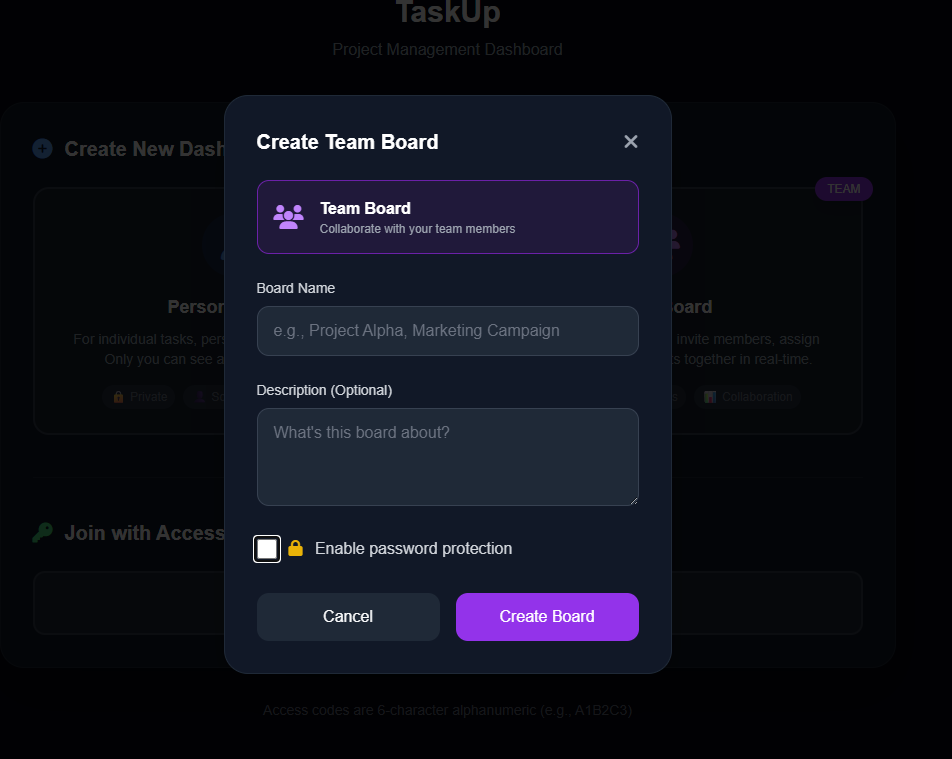 TaskUp
Project Management Dashboard
Create New Dash
TEAM
Create Team Board
Team Board
Collaborate with your team members
Board Name
e.g., Project Alpha, Marketing Campaign
Description (Optional)
What's this board about?
Enable password protection
Cancel
Create Board
Person
For individual tasks, pers
Only you can see a
Private
oard
invite members, assign
s together in real-time.
Collaboration
Join with Access
Access codes are 6-character alphanumeric (e.g., A1B2C3)